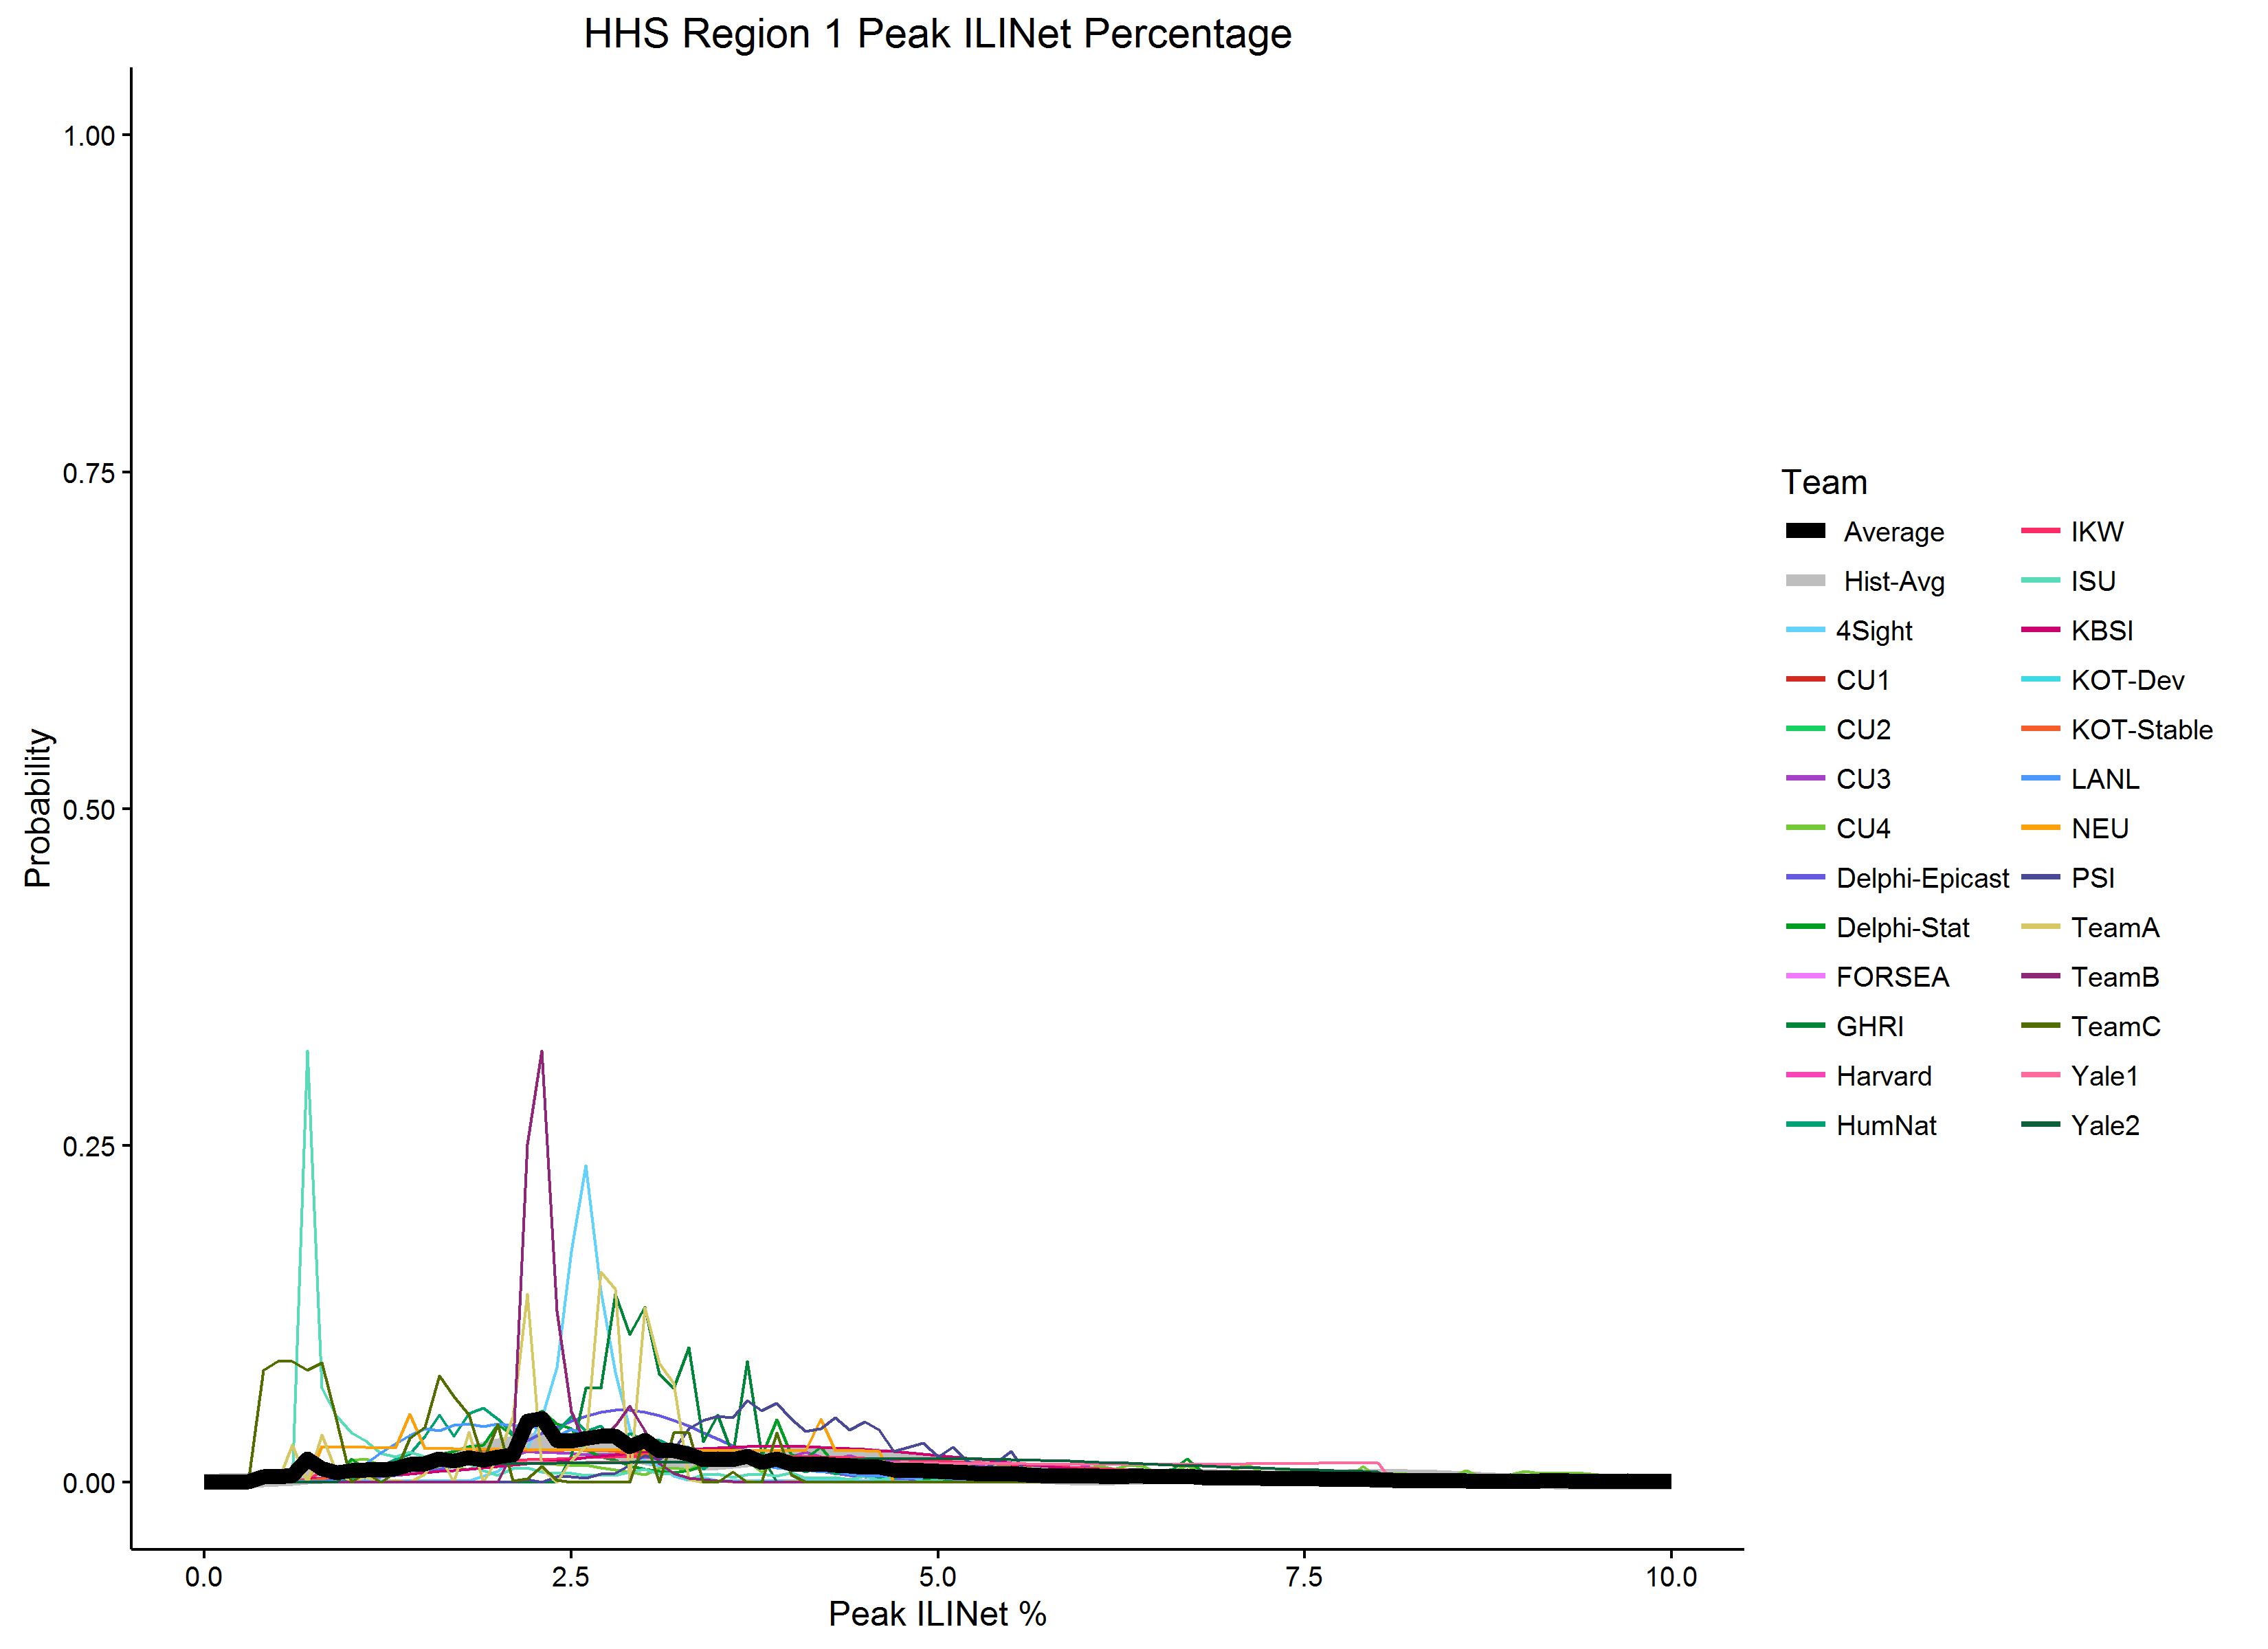 HHS Region 1 Peak ILINet Percentage
1.00
0.75
0.50
0.25
0.00
Probability
0.0 2.5 5.0 7.5 10.0
Peak ILINet %
Team
Average IKW
Hist-Avg ISU
4Sight KBSI
CU1 KOT-Dev
CU2 KOT-Stable
CU3 LANL
CU4 NEU
Delphi-Epicast PSI
Delphi-Stat TeamA
FORSEA TeamB
GHRI TeamC
Harvard Yale1
HumNat Yale2